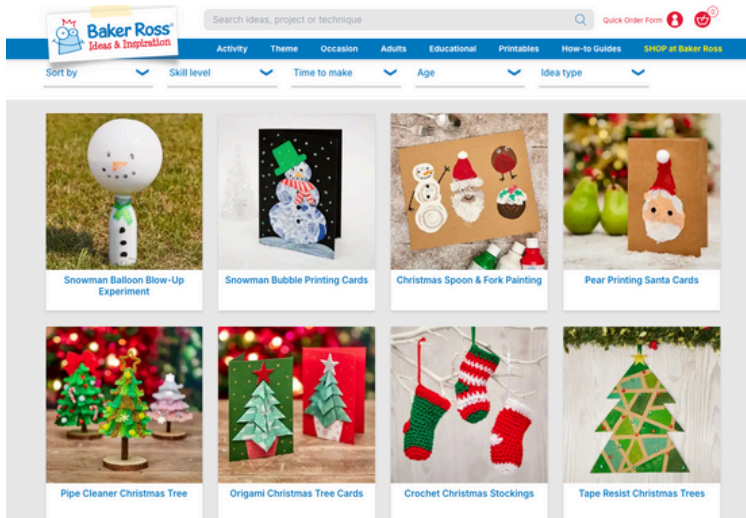 Baker Ross®
Ideas & Inspiration
Search ideas, project or technique
Quick Order Form
0
Activity Theme Occasion Adults Educational Printables How-to Guides SHOP at Baker Ross
Sort by Skill level Time to make Age Idea type
Snowman Balloon Blow-Up
Experiment
Snowman Bubble Printing Cards
Christmas Spoon & Fork Painting
Pear Printing Santa Cards
Pipe Cleaner Christmas Tree
Origami Christmas Tree Cards
Crochet Christmas Stockings
Tape Resist Christmas Trees